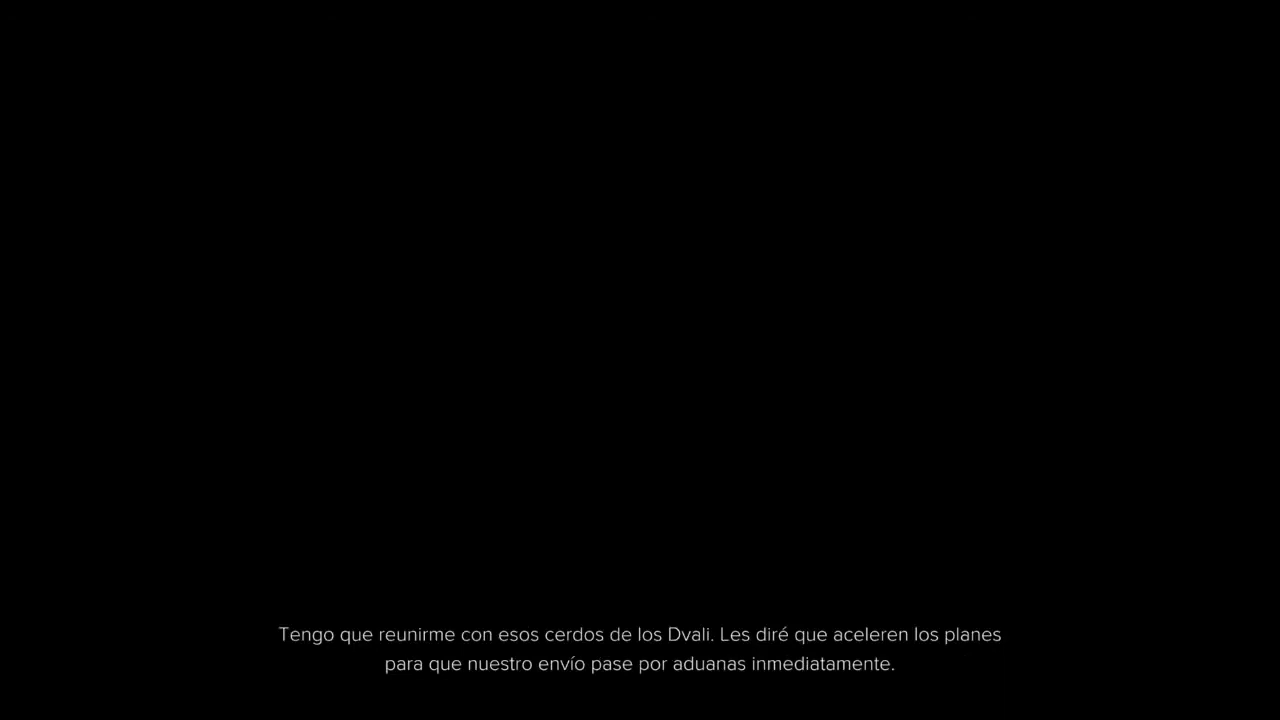 Tengo que reunirme con esos cerdos de los Dvali. Les diré que aceleren los planes
para que nuestro envío pase por aduanas inmediatamente.